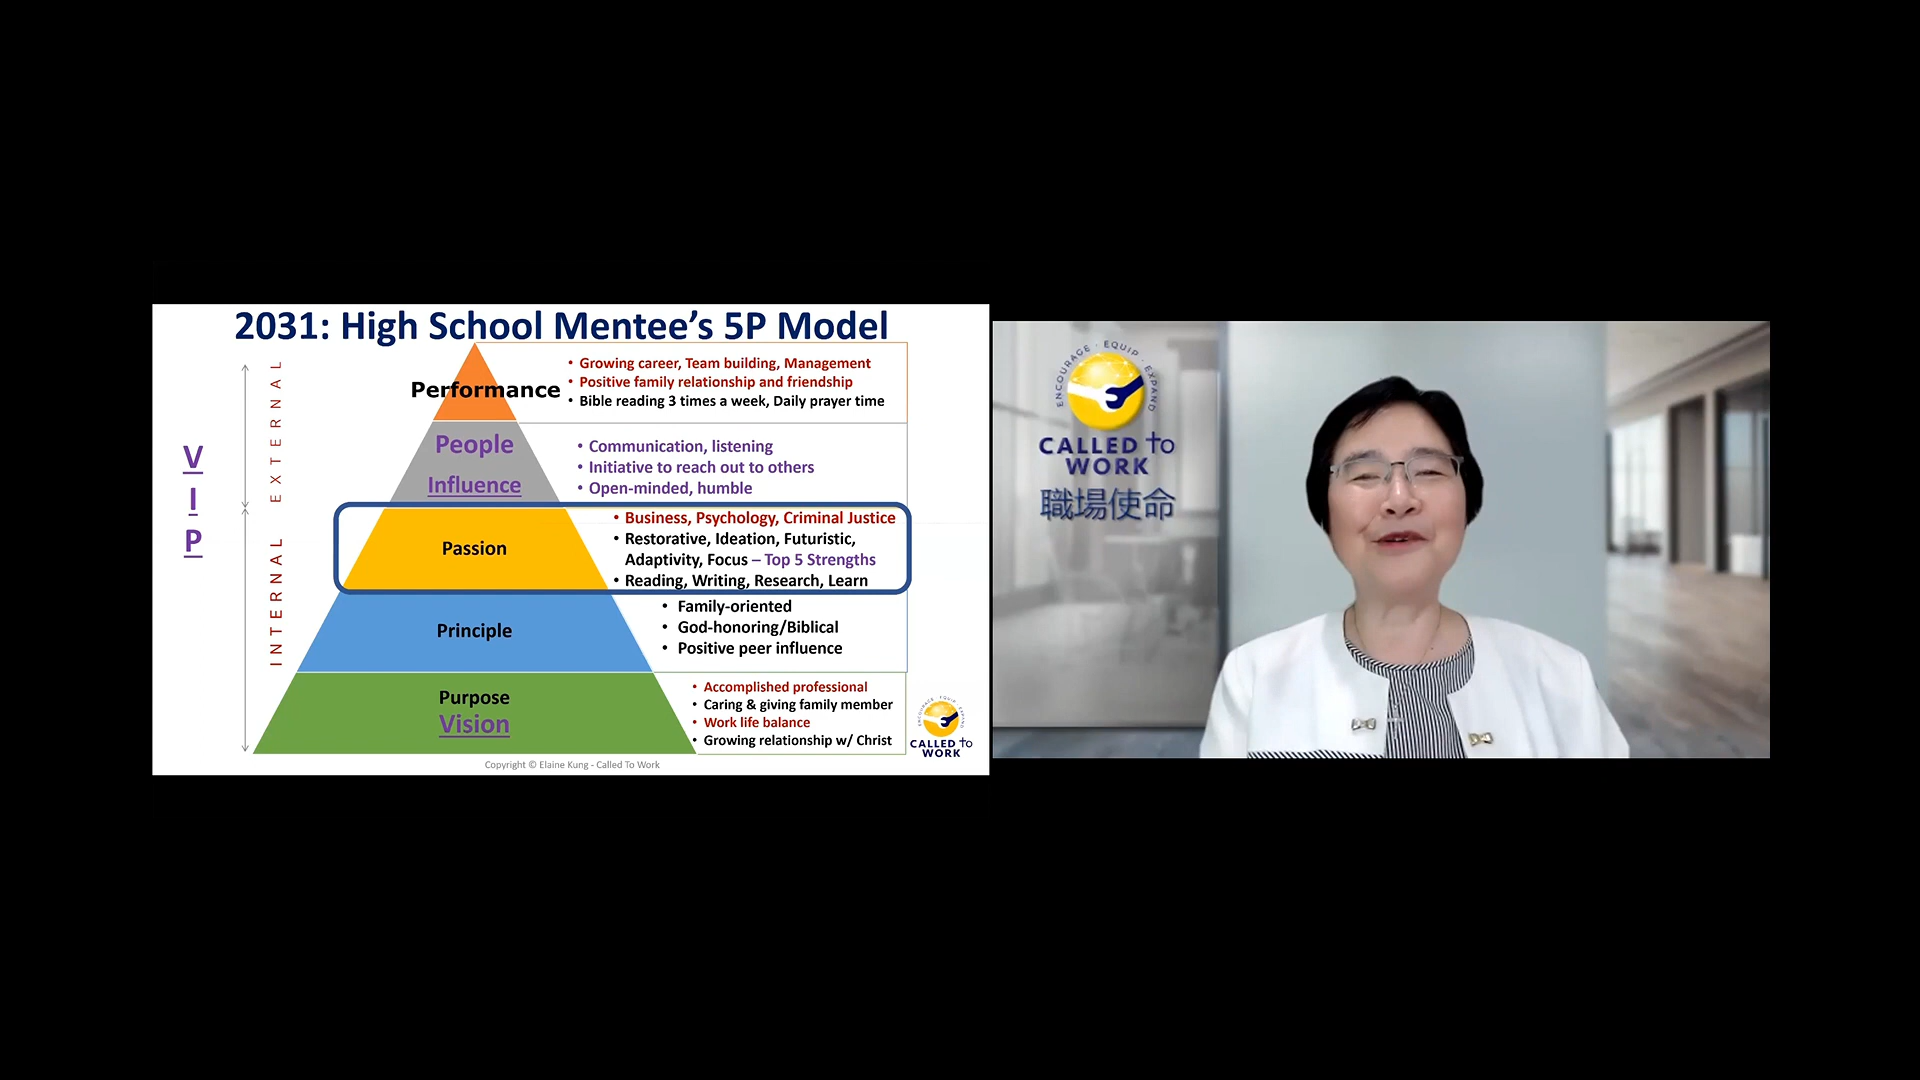 2031: High School Mentee's 5P Model
EXTERNAL
INTERNAL
V
I
P
Performance
• Growing career, Team building, Management
• Positive family relationship and friendship
• Bible reading 3 times a week, Daily prayer time
People
Influence
• Communication, listening
• Initiative to reach out to others
• Open-minded, humble
Passion
• Business, Psychology, Criminal Justice
• Restorative, Ideation, Futuristic,
Adaptivity, Focus – Top 5 Strengths
• Reading, Writing, Research, Learn
Principle
• Family-oriented
• God-honoring/Biblical
• Positive peer influence
Purpose
Vision
• Accomplished professional
• Caring & giving family member
• Work life balance
• Growing relationship w/ Christ
ENCOURAGE · EQUIP · EXPAND
CALLED to
WORK
Copyright © Elaine Kung - Called To Work
ENCOURAGE · EQUIP · EXPAND
CALLED to
WORK
職場使命